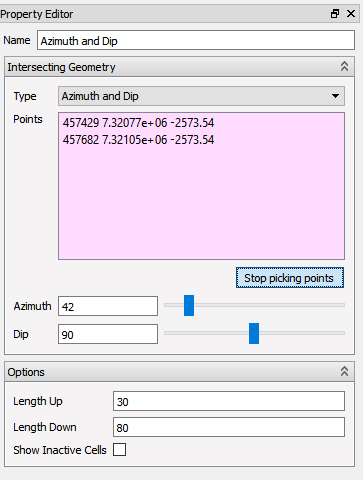 Property Editor
Name Azimuth and Dip
Intersecting Geometry
Type Azimuth and Dip
Points 457429 7.32077e+06 -2573.54
457682 7.32105e+06 -2573.54
Stop picking points
Azimuth 42
Dip 90
Options
Length Up 30
Length Down 80
Show Inactive Cells